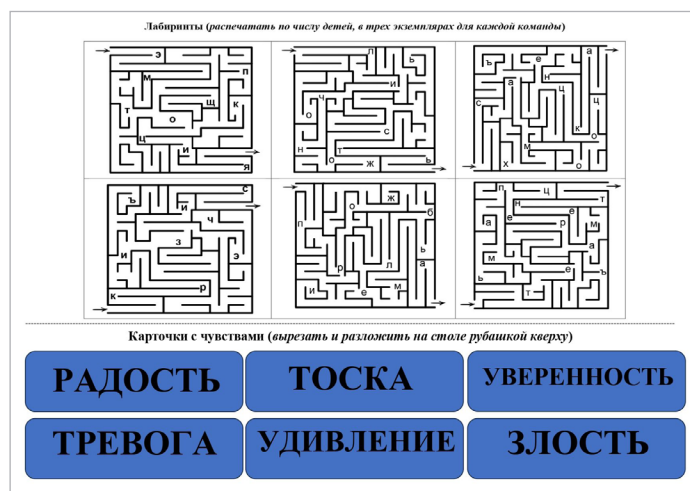 Лабиринты (распечатать по числу детей, в трех экземплярах для каждой команды)
э
м п
т щ к
о
ц
и
я
л ь
и
ч
о
с
н т
о ж ь
а
ъ е
н
а ц
с ц
к о
м
х о
с
ъ и
ч
з
и э
р
к
ж
о б
п
ь
р л а
и е м
п ц т
н
а е р е м
а
м
е ъ
ь
т
Карточки с чувствами (вырезать и разложить на столе рубашкой кверху)
РАДОСТЬ ТОСКА УВЕРЕННОСТЬ
ТРЕВОГА УДИВЛЕНИЕ ЗЛОСТЬ